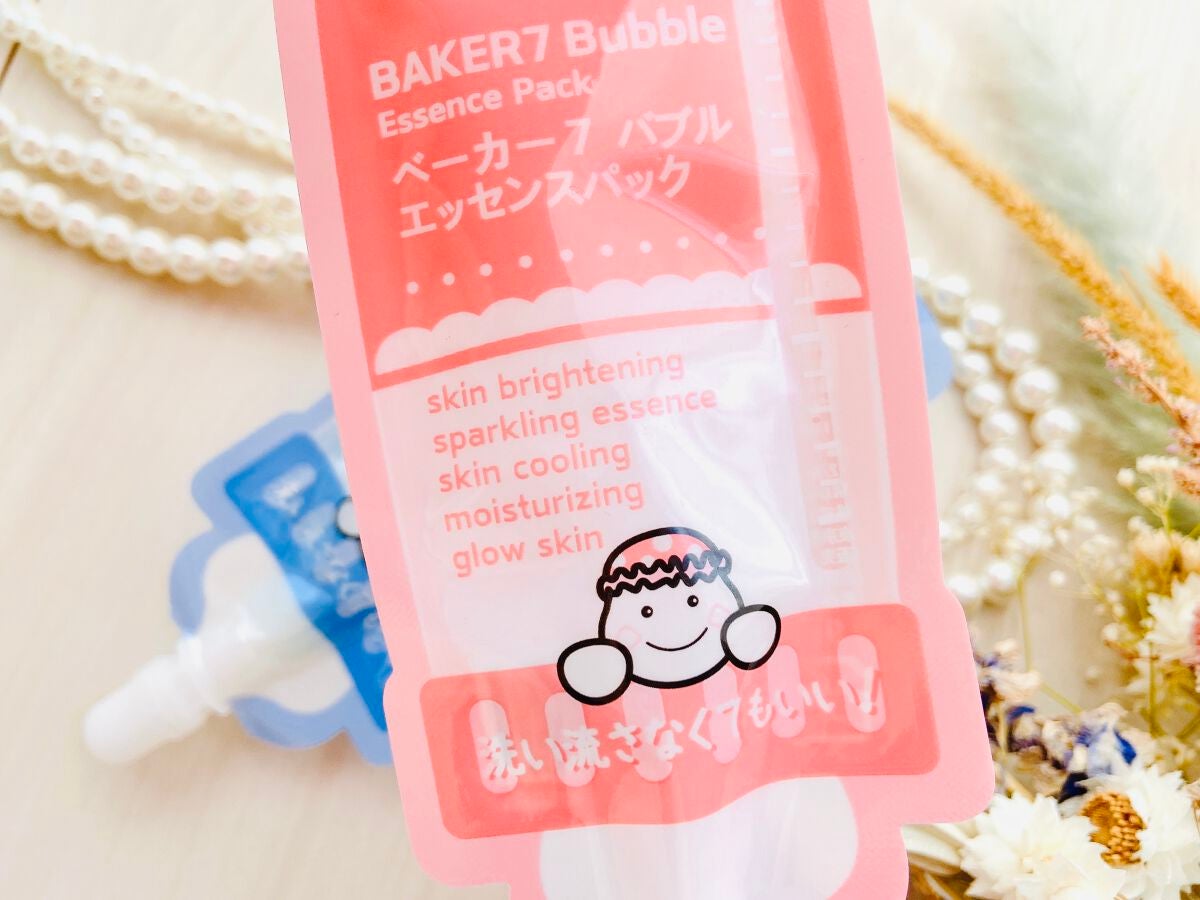 BAKER7 Bubble
Essence Pack
ベーカー7 バブル
エッセンスパック
skin brightening
sparkling essence
skin cooling
moisturizing
glow skin
洗い流さなくてもいい!